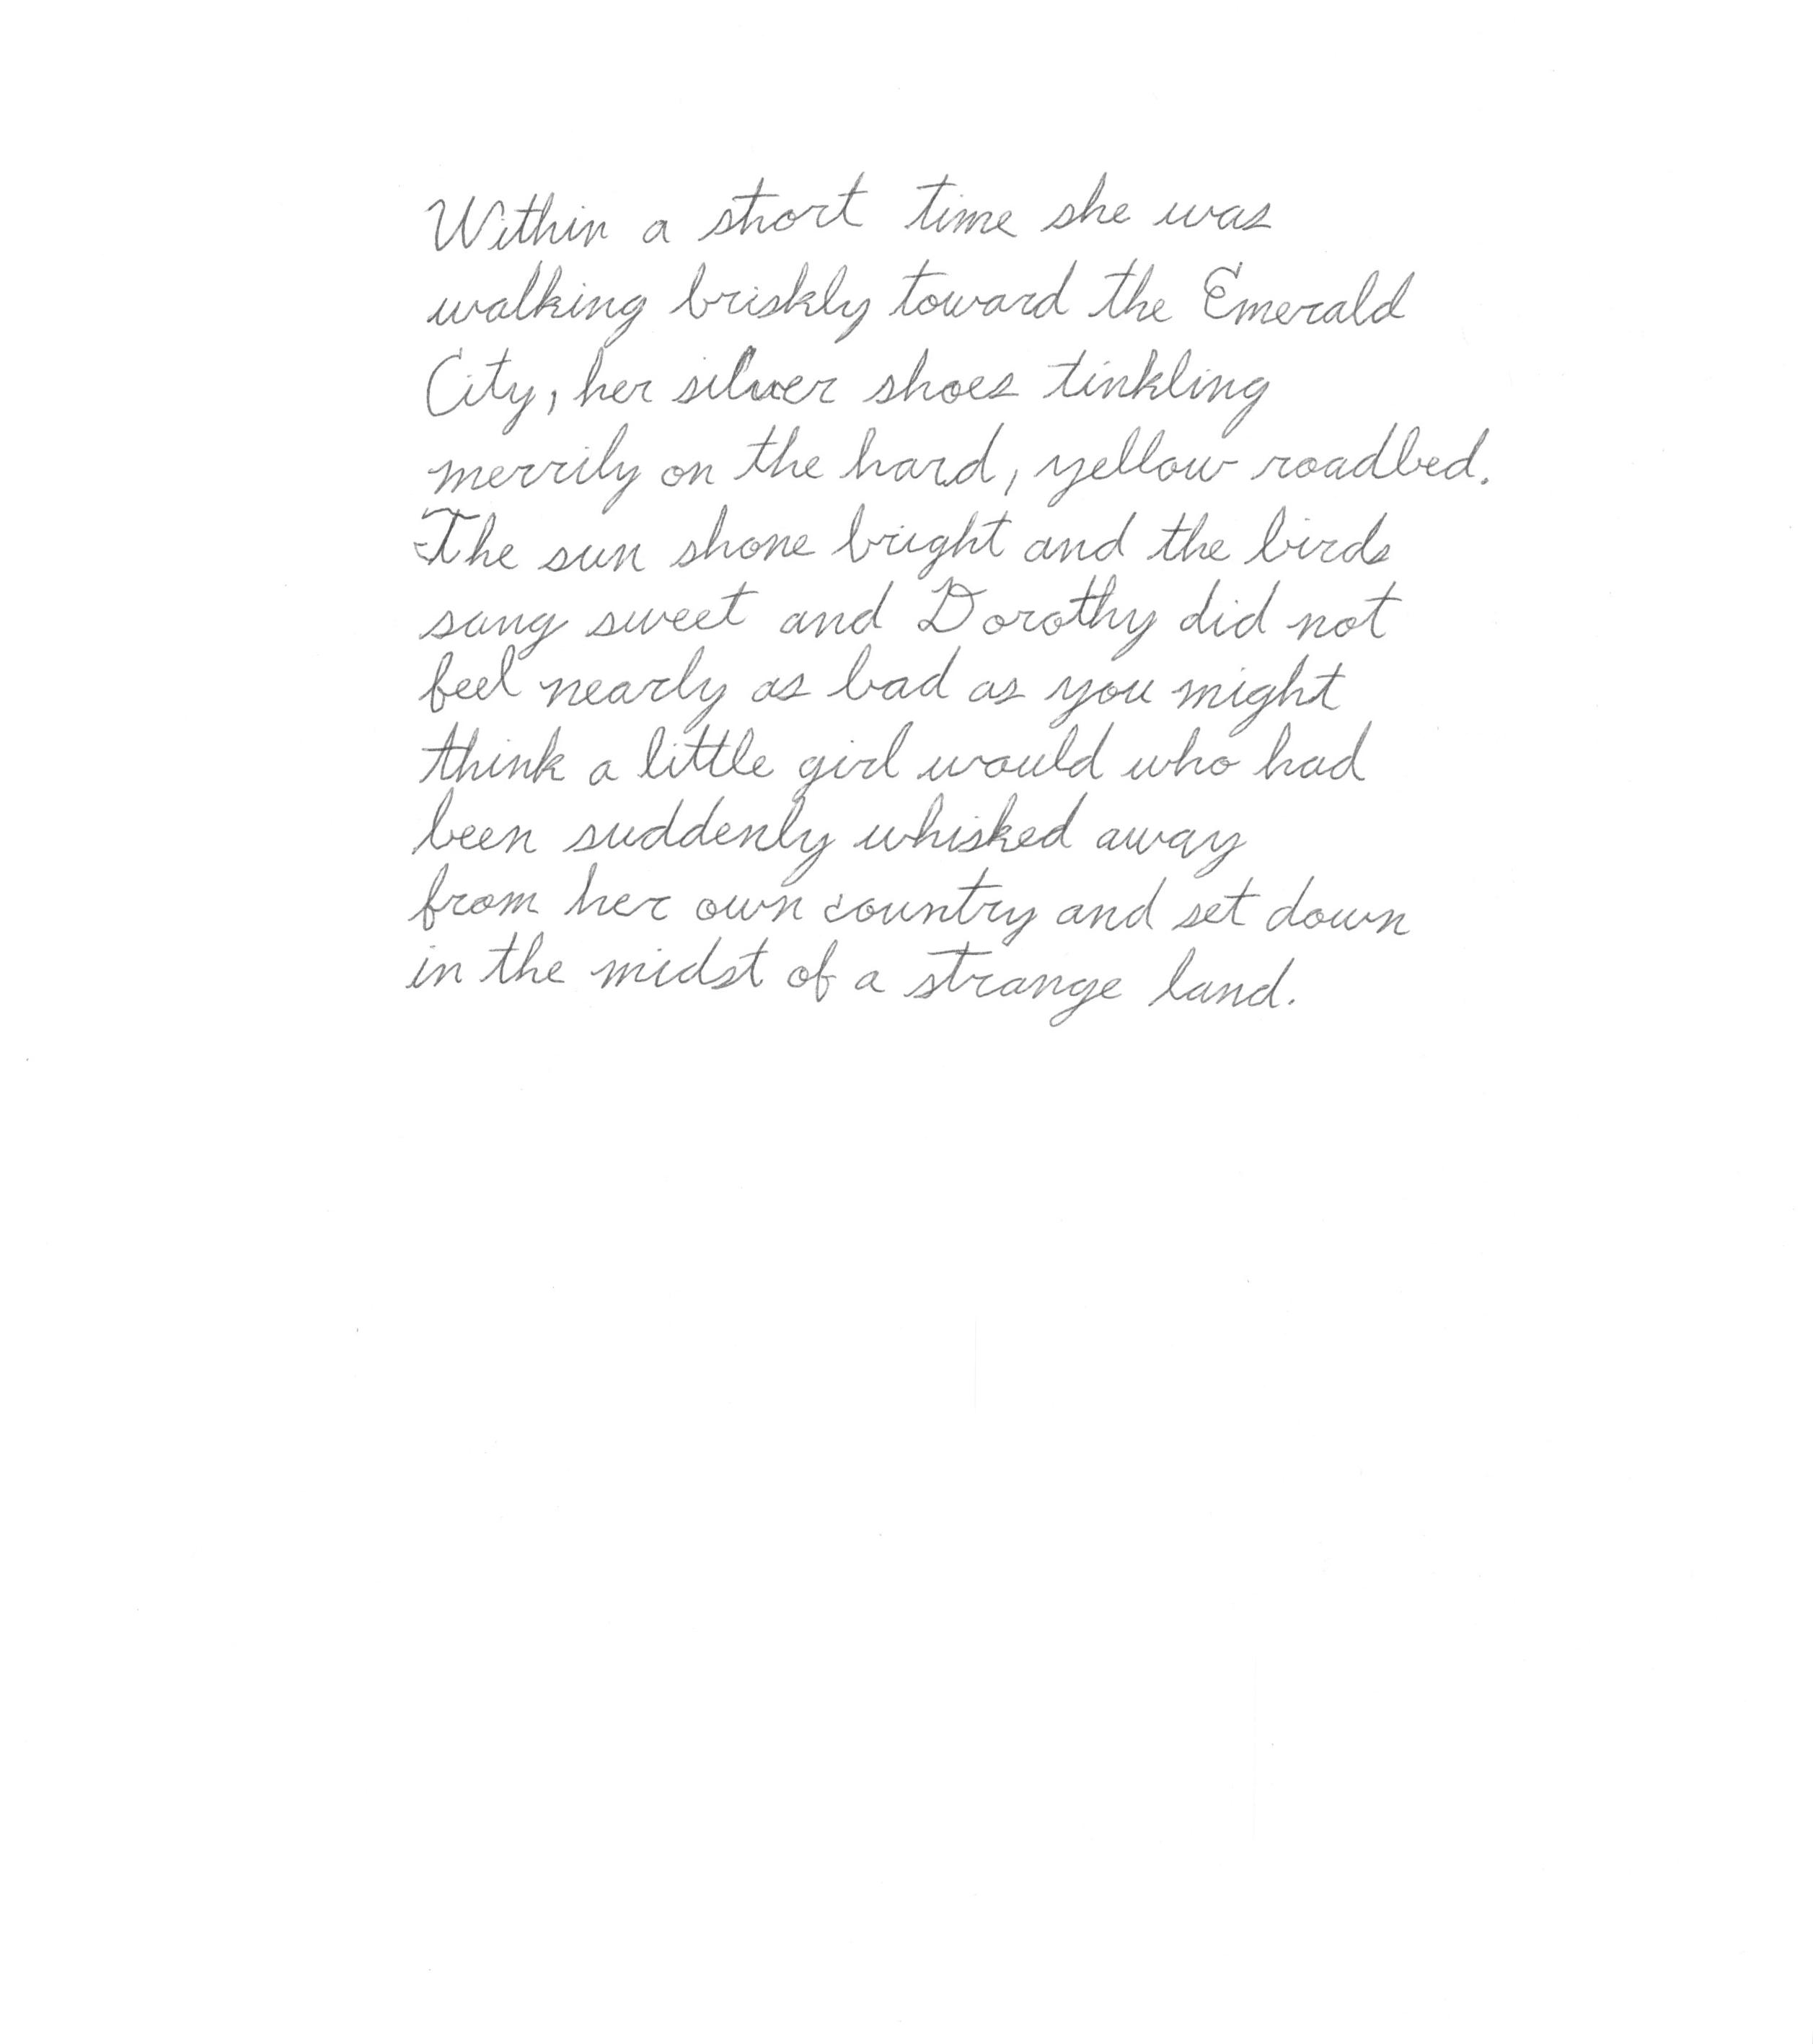 Within a short time she was
walking briskly toward the Emerald
City, her silver shoes tinkling
merrily on the hard, yellow roadbed.
The sun shone bright and the birds
sang sweet and Dorothy did not
feel nearly as bad as you might
think a little girl would who had
been suddenly whisked away
from her own country and set down
in the midst of a strange land.